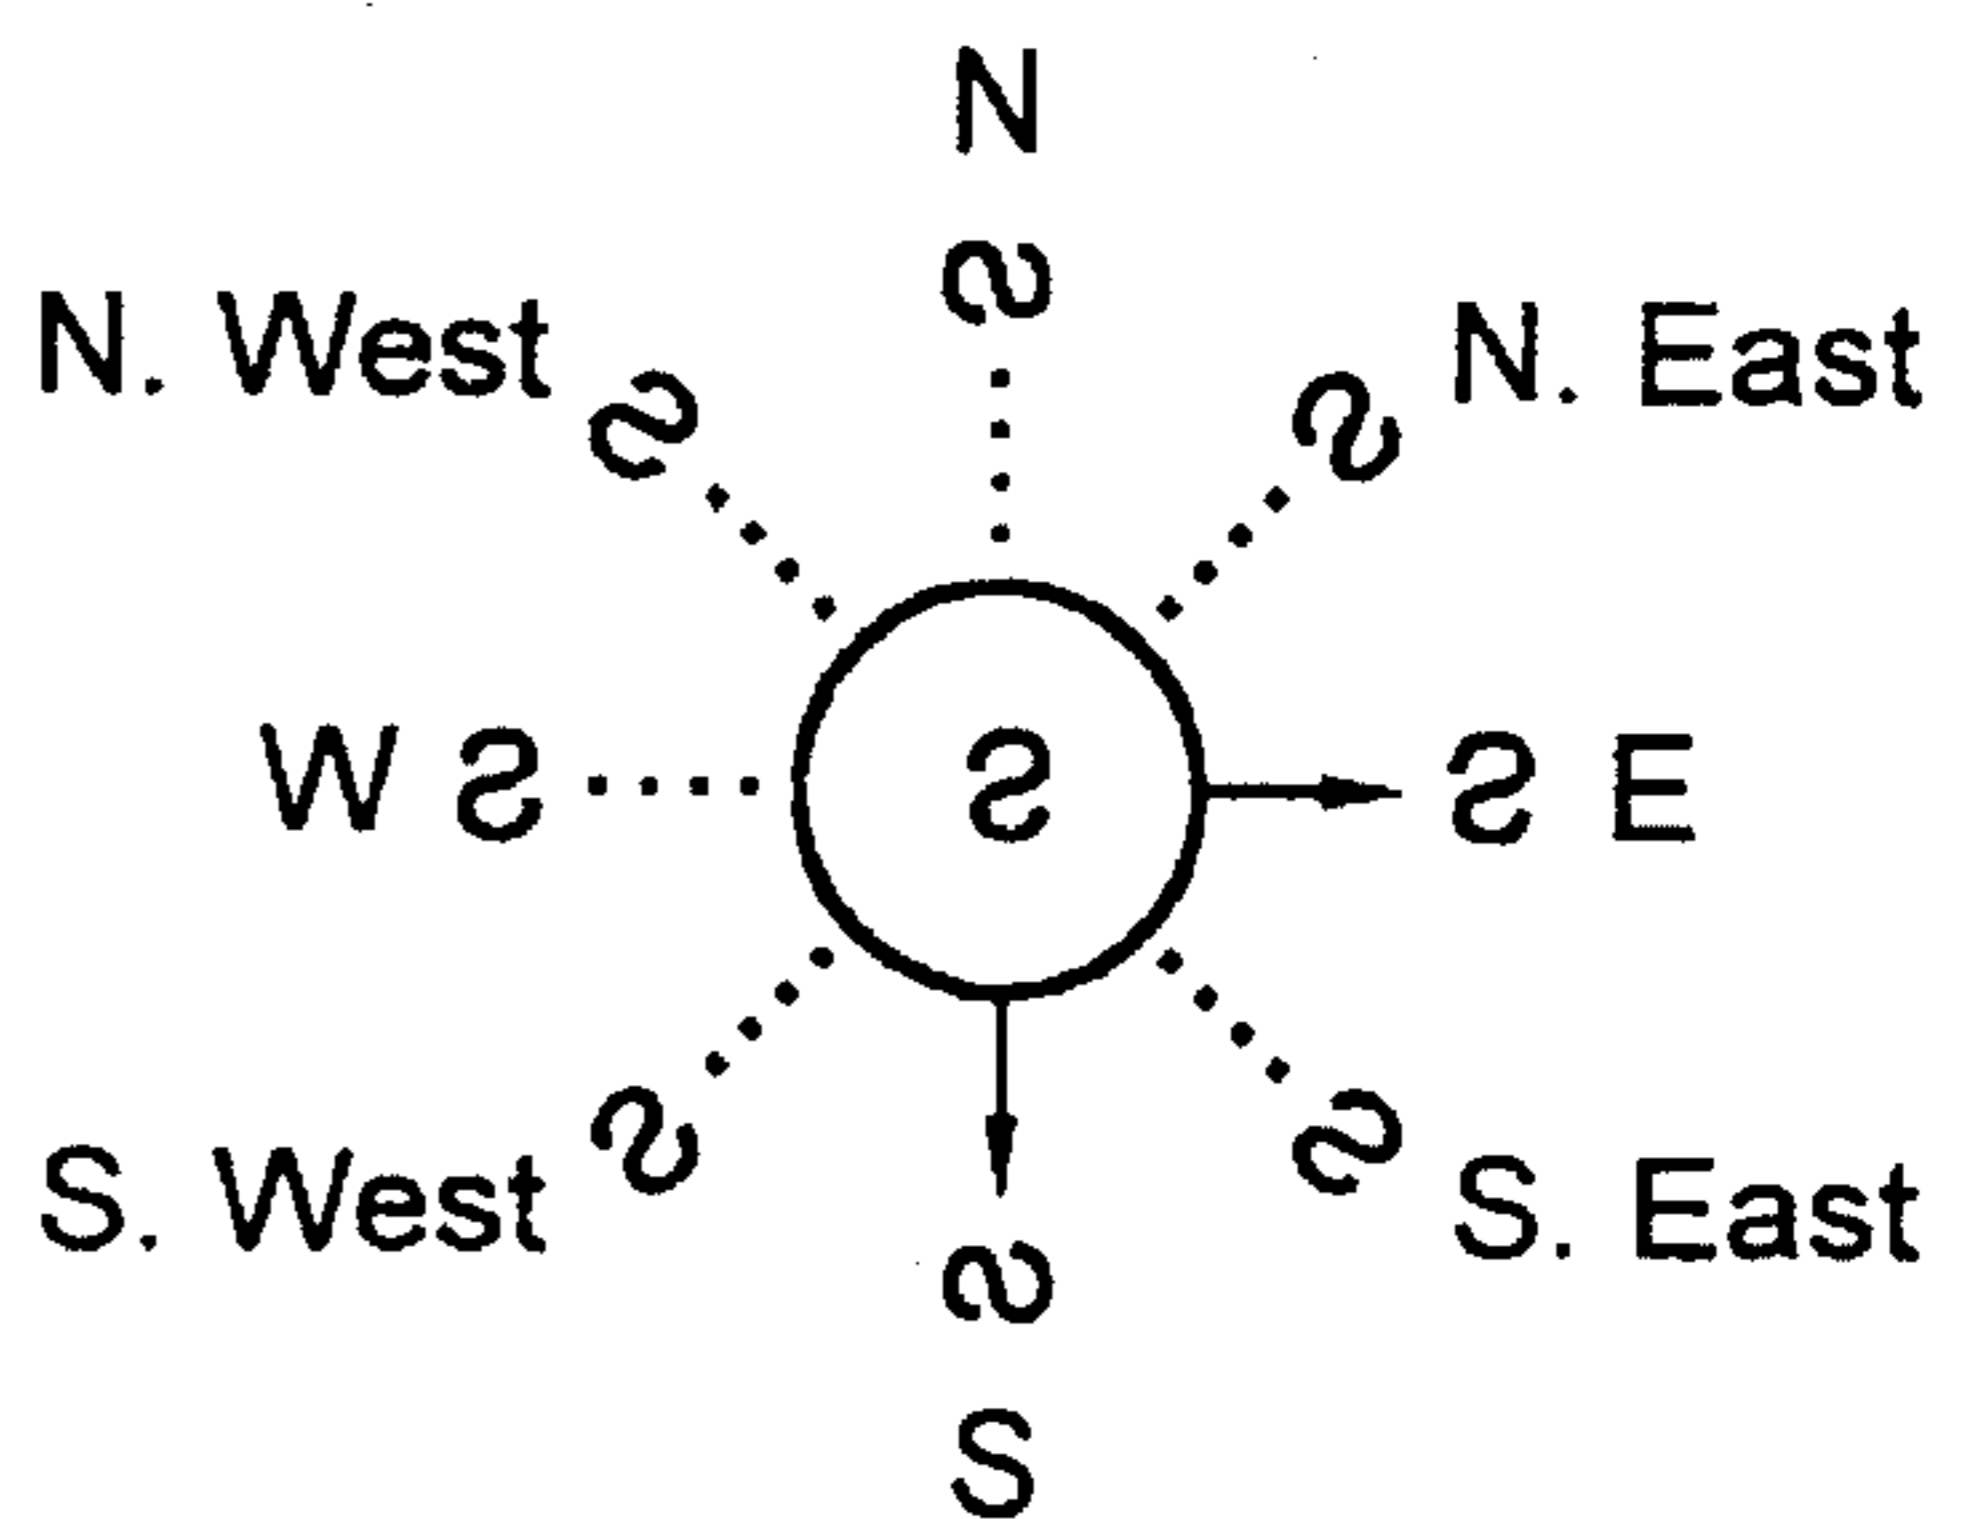 N
Ƨ
N. West Ƨ Ƨ N. East
W Ƨ Ƨ Ƨ E
S. West Ƨ Ƨ S. East
Ƨ
S